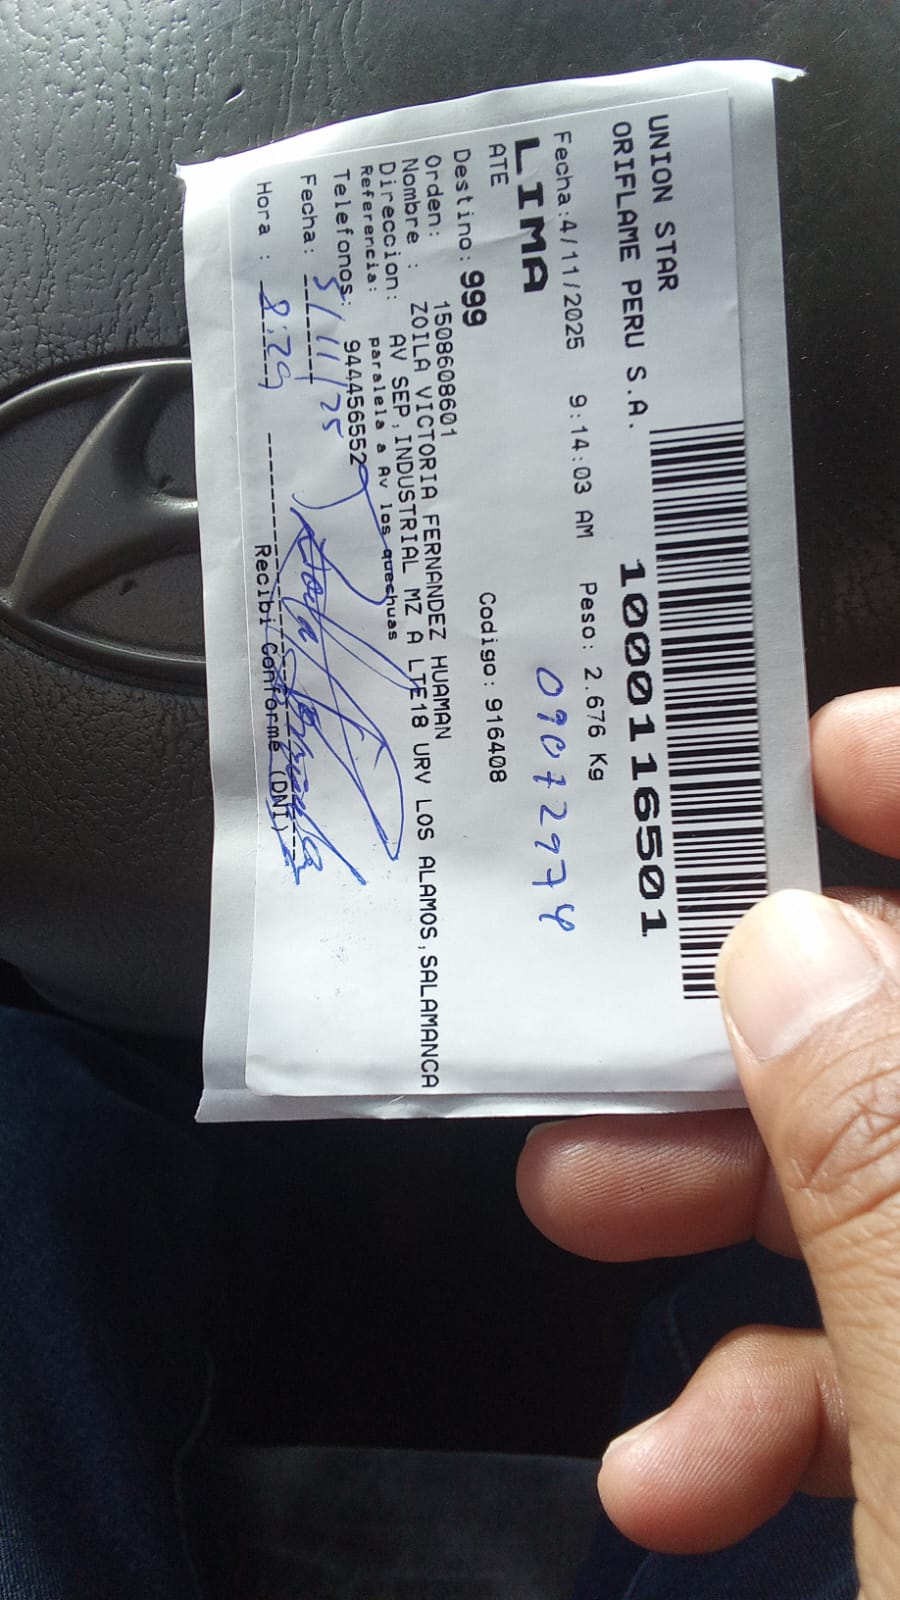 UNION STAR
ORIFLAME PERU S.A.
10001116501
Fecha:4/11/2025 9:14:03 AM Peso: 2.676 Kg
LIMA
09072974
ATE
Destino: 999 Codigo: 916408
Orden: 1508608601
Nombre : ZOILA VICTORIA FERNANDEZ HUAMAN
Direccion: AV SEP,INDUSTRIAL MZ A LTE18 URV LOS ALAMOS,SALAMANCA
Referencia: paralela a Av los quechuas
Telefonos: 944456552
Fecha: 5/11/25
Hora : 8:29
Recibi Conforme (DNI)